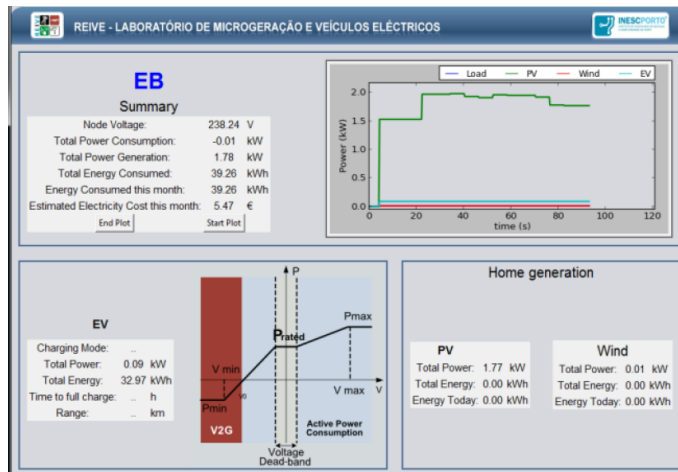 REIVE - LABORATÓRIO DE MICROGERAÇÃO E VEÍCULOS ELÉCTRICOS
INESCPORTO
EB
Summary
Node Voltage: 238.24 V
Total Power Consumption: -0.01 kW
Total Power Generation: 1.78 kW
Total Energy Consumed: 39.26 kWh
Energy Consumed this month: 39.26 kWh
Estimated Electricity Cost this month: 5.47 €
End Plot Start Plot
Load PV Wind EV
Power (kW)
2.0
1.5
1.0
0.5
0.0
0 20 40 60 80 100 120
time (s)
EV
Charging Mode: ..
Total Power: 0.09 kW
Total Energy: 32.97 kWh
Time to full charge: .. h
Range: .. km
P
Pmax
Prated
V min
V max
V
Pmin
V2G
Active Power
Consumption
Voltage
Dead-band
Home generation
PV
Total Power: 1.77 kW
Total Energy: 0.00 kWh
Energy Today: 0.00 kWh
Wind
Total Power: 0.01 kW
Total Energy: 0.00 kWh
Energy Today: 0.00 kWh